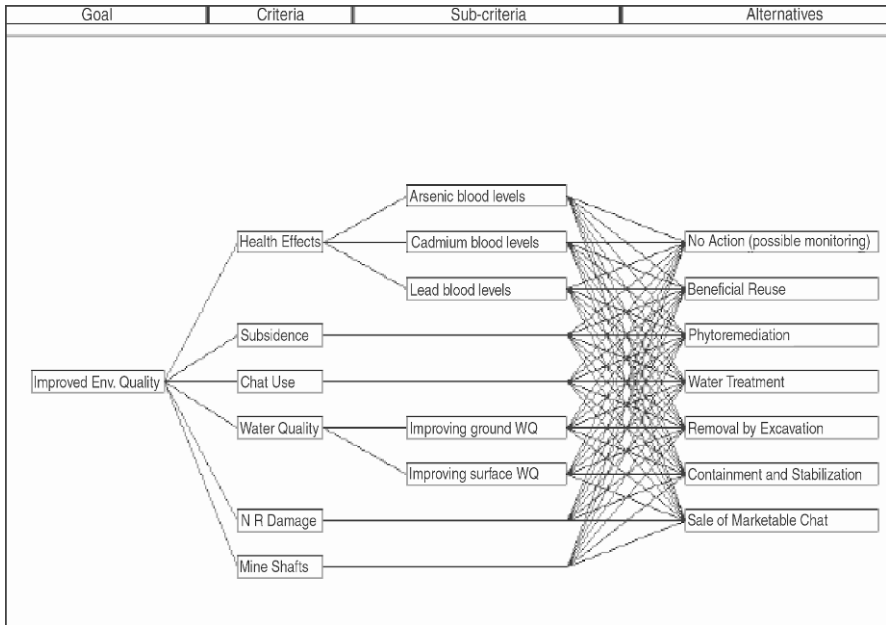 Goal
Criteria
Sub-criteria
Alternatives
Arsenic blood levels
Health Effects
Cadmium blood levels
No Action (possible monitoring)
Lead blood levels
Beneficial Reuse
Subsidence
Phytoremediation
Improved Env. Quality
Chat Use
Water Treatment
Water Quality
Improving ground WQ
Removal by Excavation
Improving surface WQ
Containment and Stabilization
N R Damage
Sale of Marketable Chat
Mine Shafts